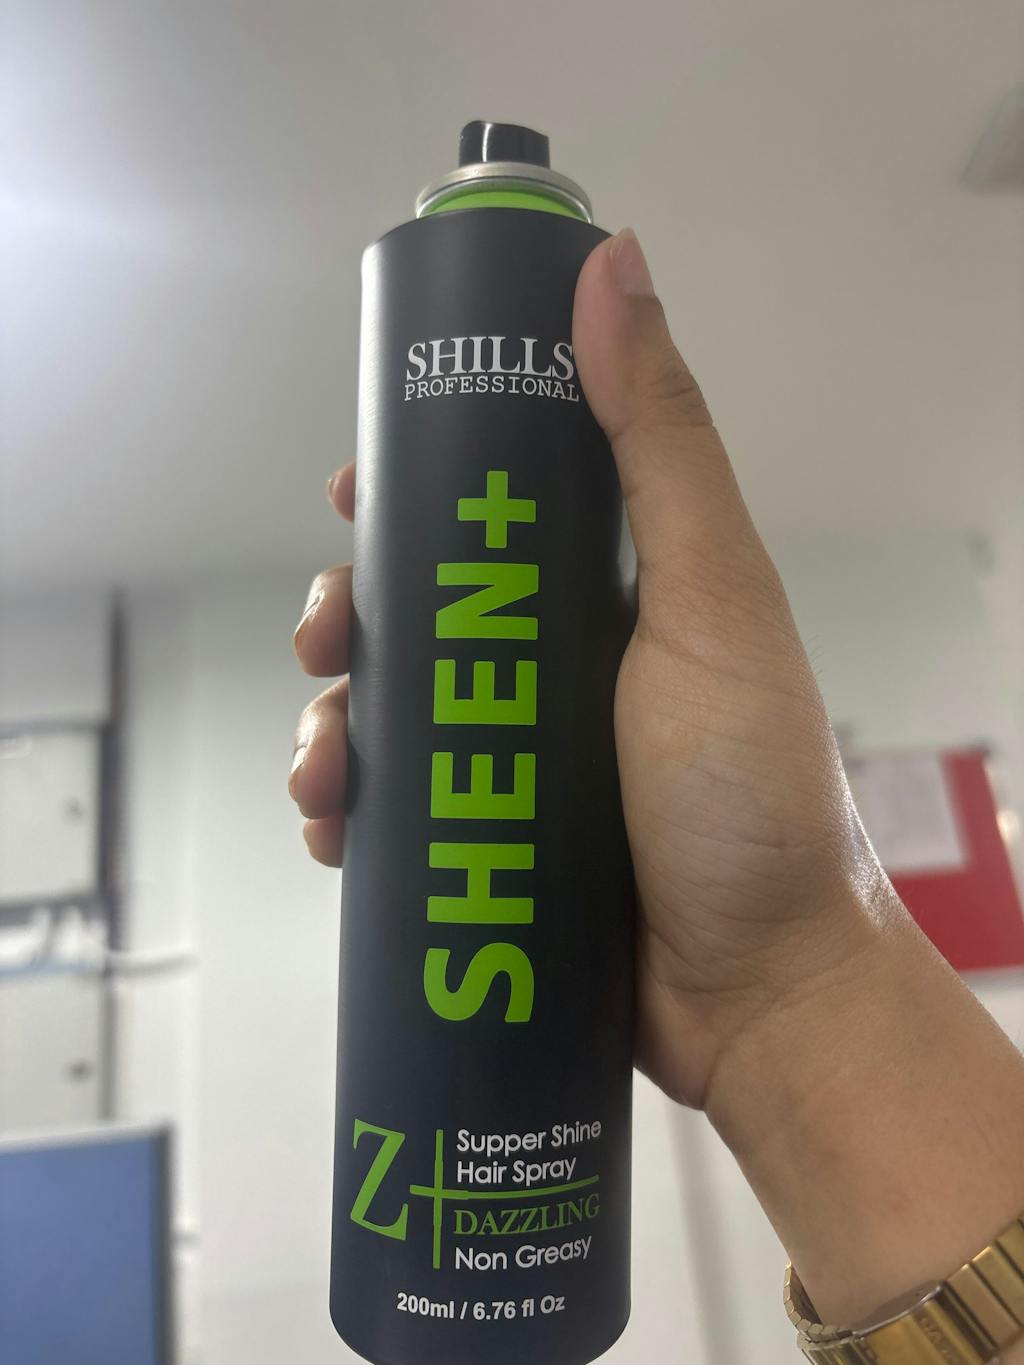 SHILLS
PROFESSIONAL
SHEEN+
Z
Supper Shine
Hair Spray
DAZZLING
Non Greasy
200ml / 6.76 fl Oz